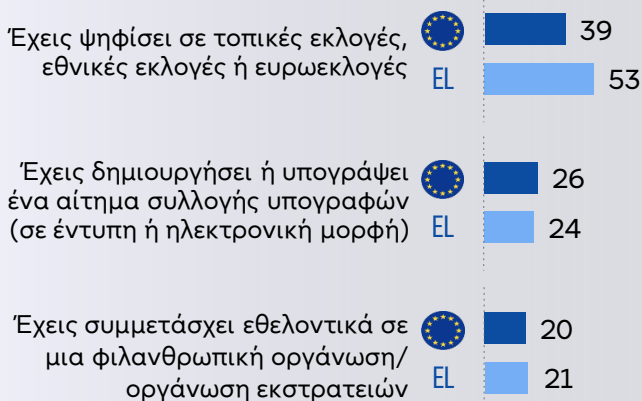 Έχεις ψηφίσει σε τοπικές εκλογές,
εθνικές εκλογές ή ευρωεκλογές
39
EL 53
Έχεις δημιουργήσει ή υπογράψει
ένα αίτημα συλλογής υπογραφών
(σε έντυπη ή ηλεκτρονική μορφή)
26
EL 24
Έχεις συμμετάσχει εθελοντικά σε
μια φιλανθρωπική οργάνωση/
οργάνωση εκστρατειών
20
EL 21